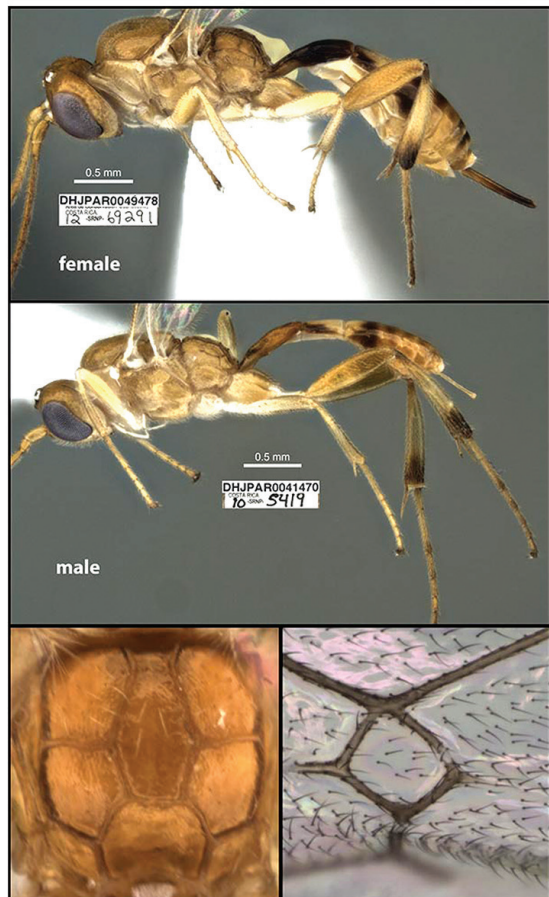 0.5 mm
DHJPAR0049478
COSTA RICA
12 -SRNP- 69291
female
0.5 mm
DHJPAR0041470
COSTA RICA
10 -SRNP- 5419
male